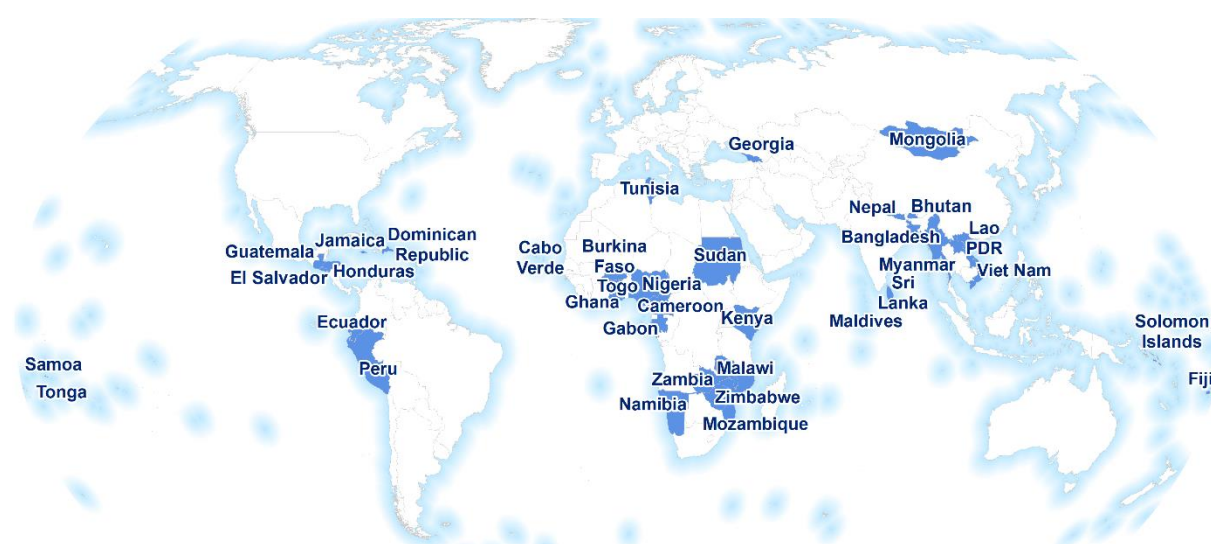 Mongolia
Georgia
Tunisia
Nepal
Bhutan
Guatemala
Jamaica
Dominican
Republic
Cabo
Verde
Burkina
Faso
Sudan
Bangladesh
Lao
PDR
El Salvador
Honduras
Togo
Nigeria
Myanmar
Viet Nam
Ghana
Cameroon
Sri
Lanka
Ecuador
Gabon
Kenya
Maldives
Solomon
Islands
Samoa
Tonga
Peru
Zambia
Malawi
Fiji
Namibia
Zimbabwe
Mozambique